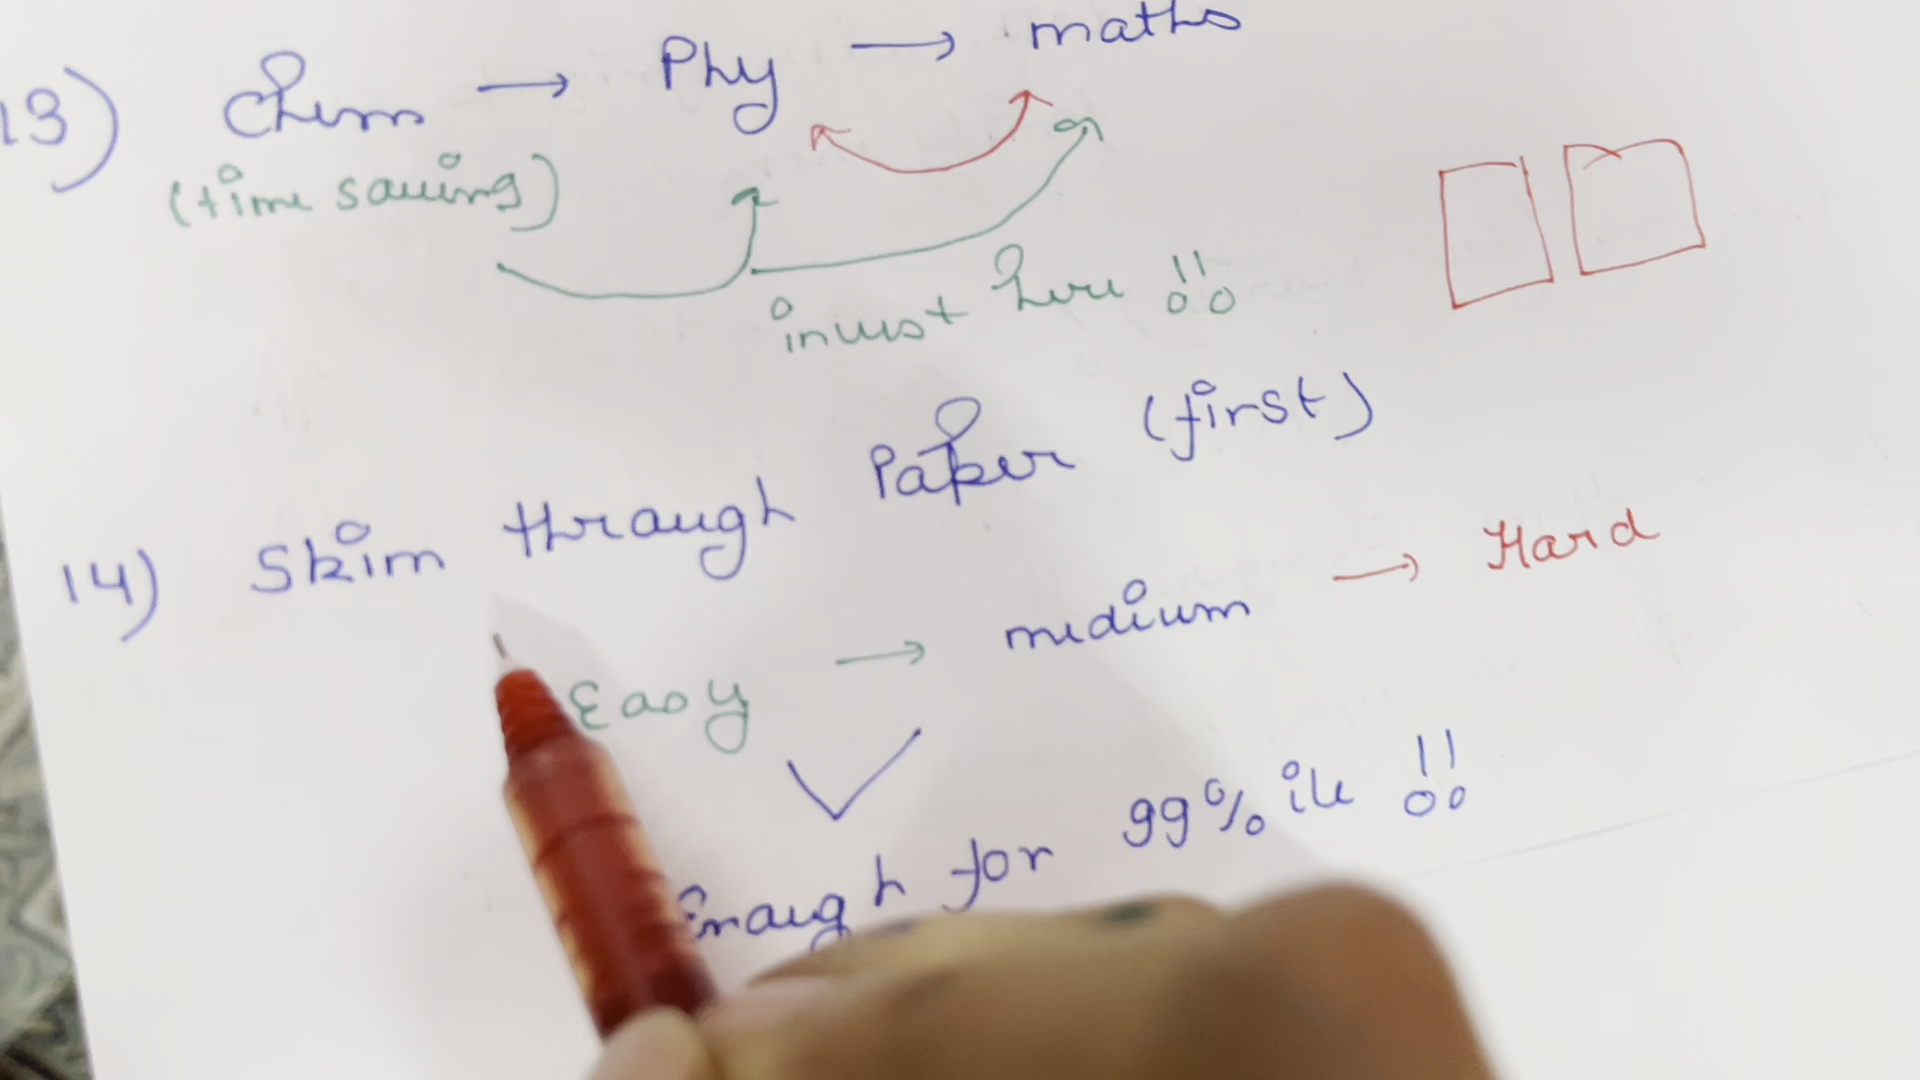 13) Chem → Phy → maths
(time saving)
invest here !!
14) Skim through Paper (first)
Easy → medium → Hard
Enough for 99%ile !!